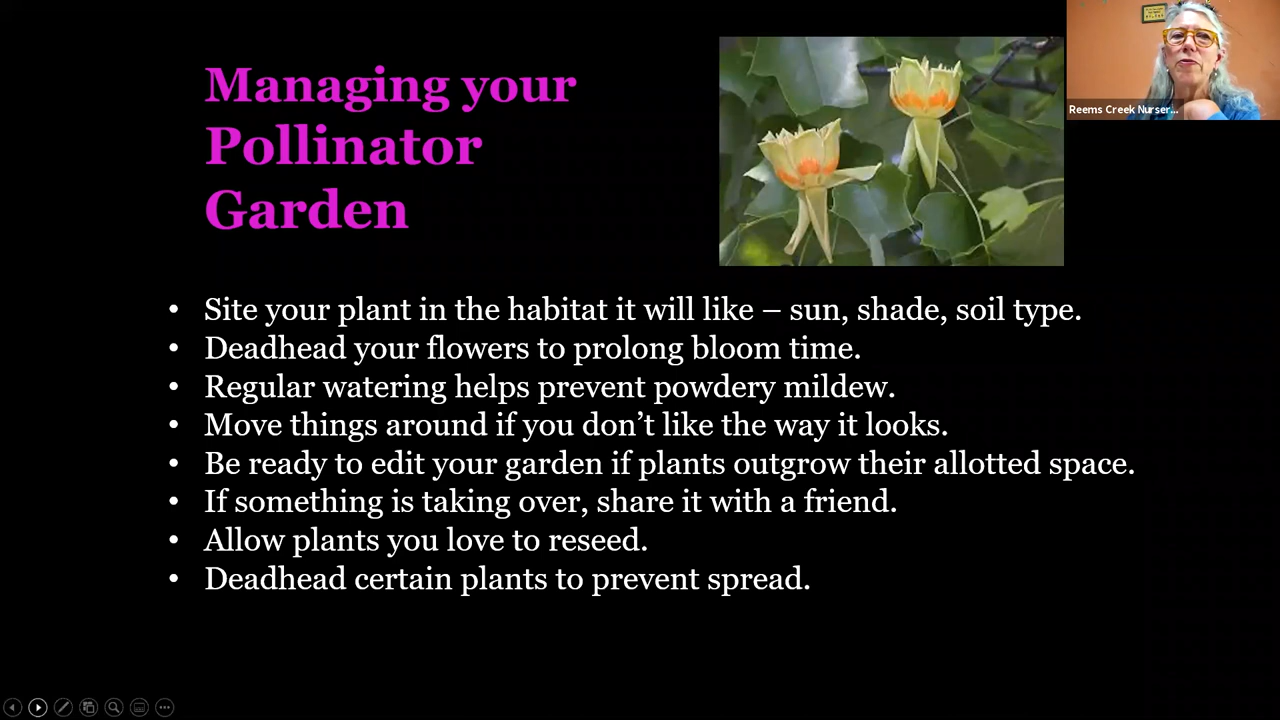 Managing your
Pollinator
Garden
Reems Creek Nurser...
• Site your plant in the habitat it will like – sun, shade, soil type.
• Deadhead your flowers to prolong bloom time.
• Regular watering helps prevent powdery mildew.
• Move things around if you don’t like the way it looks.
• Be ready to edit your garden if plants outgrow their allotted space.
• If something is taking over, share it with a friend.
• Allow plants you love to reseed.
• Deadhead certain plants to prevent spread.